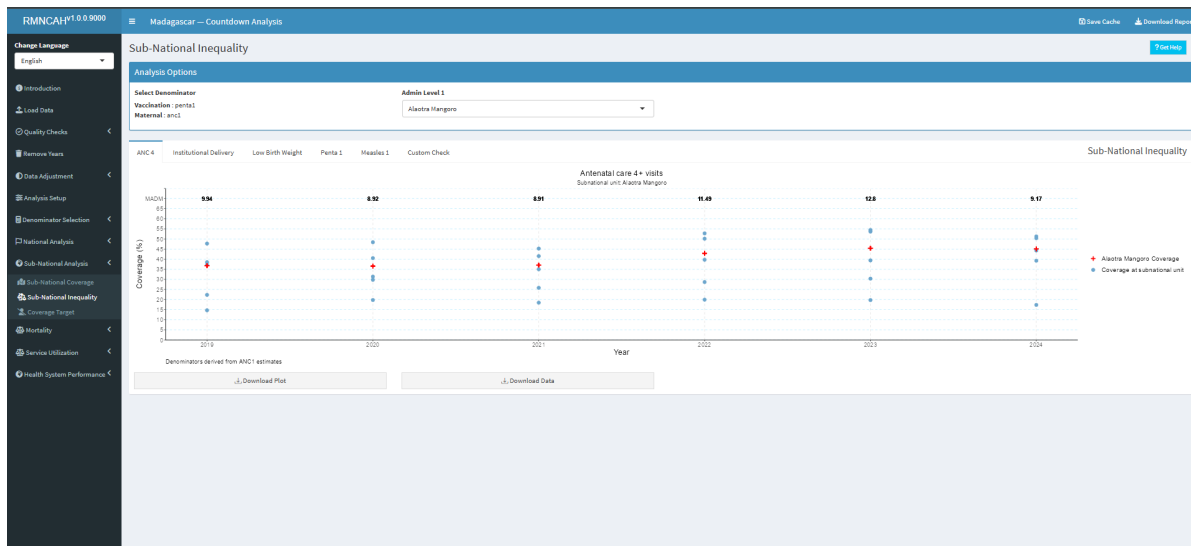 RMNCAH V1.0.0.9000
Madagascar — Countdown Analysis
Save Cache
Download Repor
Change Language
English
Introduction
Load Data
Quality Checks
Remove Years
Data Adjustment
Analysis Setup
Denominator Selection
National Analysis
Sub-National Analysis
Sub-National Coverage
Sub-National Inequality
Coverage Target
Mortality
Service Utilization
Health System Performance
Sub-National Inequality
? Get Help
Analysis Options
Select Denominator
Vaccination : penta1
Maternal : anc1
Admin Level 1
Alaotra Mangoro
ANC 4 Institutional Delivery Low Birth Weight Penta 1 Measles 1 Custom Check
Sub-National Inequality
Antenatal care 4+ visits
Subnational unit: Alaotra Mangoro
MADM 9.94 8.92 8.91 11.49 12.8 9.17
65
60
55
50
45
40
35
30
25
20
15
10
5
0
Coverage (%)
2019 2020 2021 2022 2023 2024
Year
Alaotra Mangoro Coverage
Coverage at subnational unit
Denominators derived from ANC1 estimates
Download Plot
Download Data